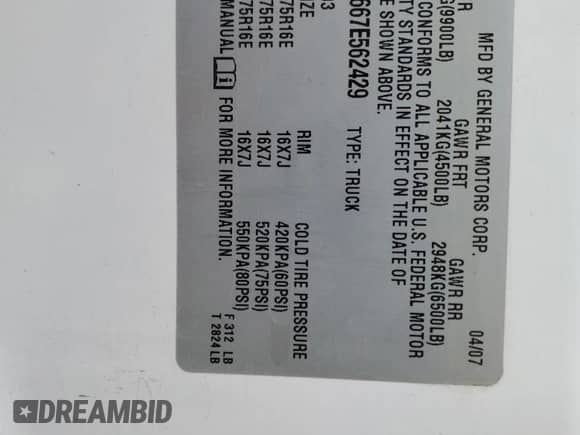 MFD BY GENERAL MOTORS CORP. 04/07
GAWR FRT GAWR RR
(9900LB) 2041KG(4500LB) 2948KG(6500LB)
CONFORMS TO ALL APPLICABLE U.S. FEDERAL MOTOR
TY STANDARDS IN EFFECT ON THE DATE OF
E SHOWN ABOVE.
667E562429 TYPE: TRUCK
IZE RIM COLD TIRE PRESSURE
75R16E 16X7J 420KPA(60PSI)
75R16E 16X7J 520KPA(75PSI)
75R16E 16X7J 550KPA(80PSI)
MANUAL FOR MORE INFORMATION.
F 312 LB
T 2824 LB
DREAMBID